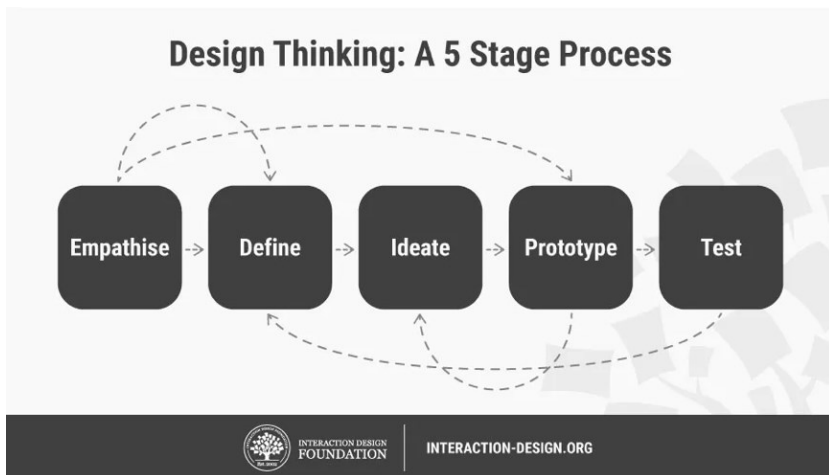 Design Thinking: A 5 Stage Process
Empathise
Define
Ideate
Prototype
Test
INTERACTION DESIGN
FOUNDATION
INTERACTION-DESIGN.ORG